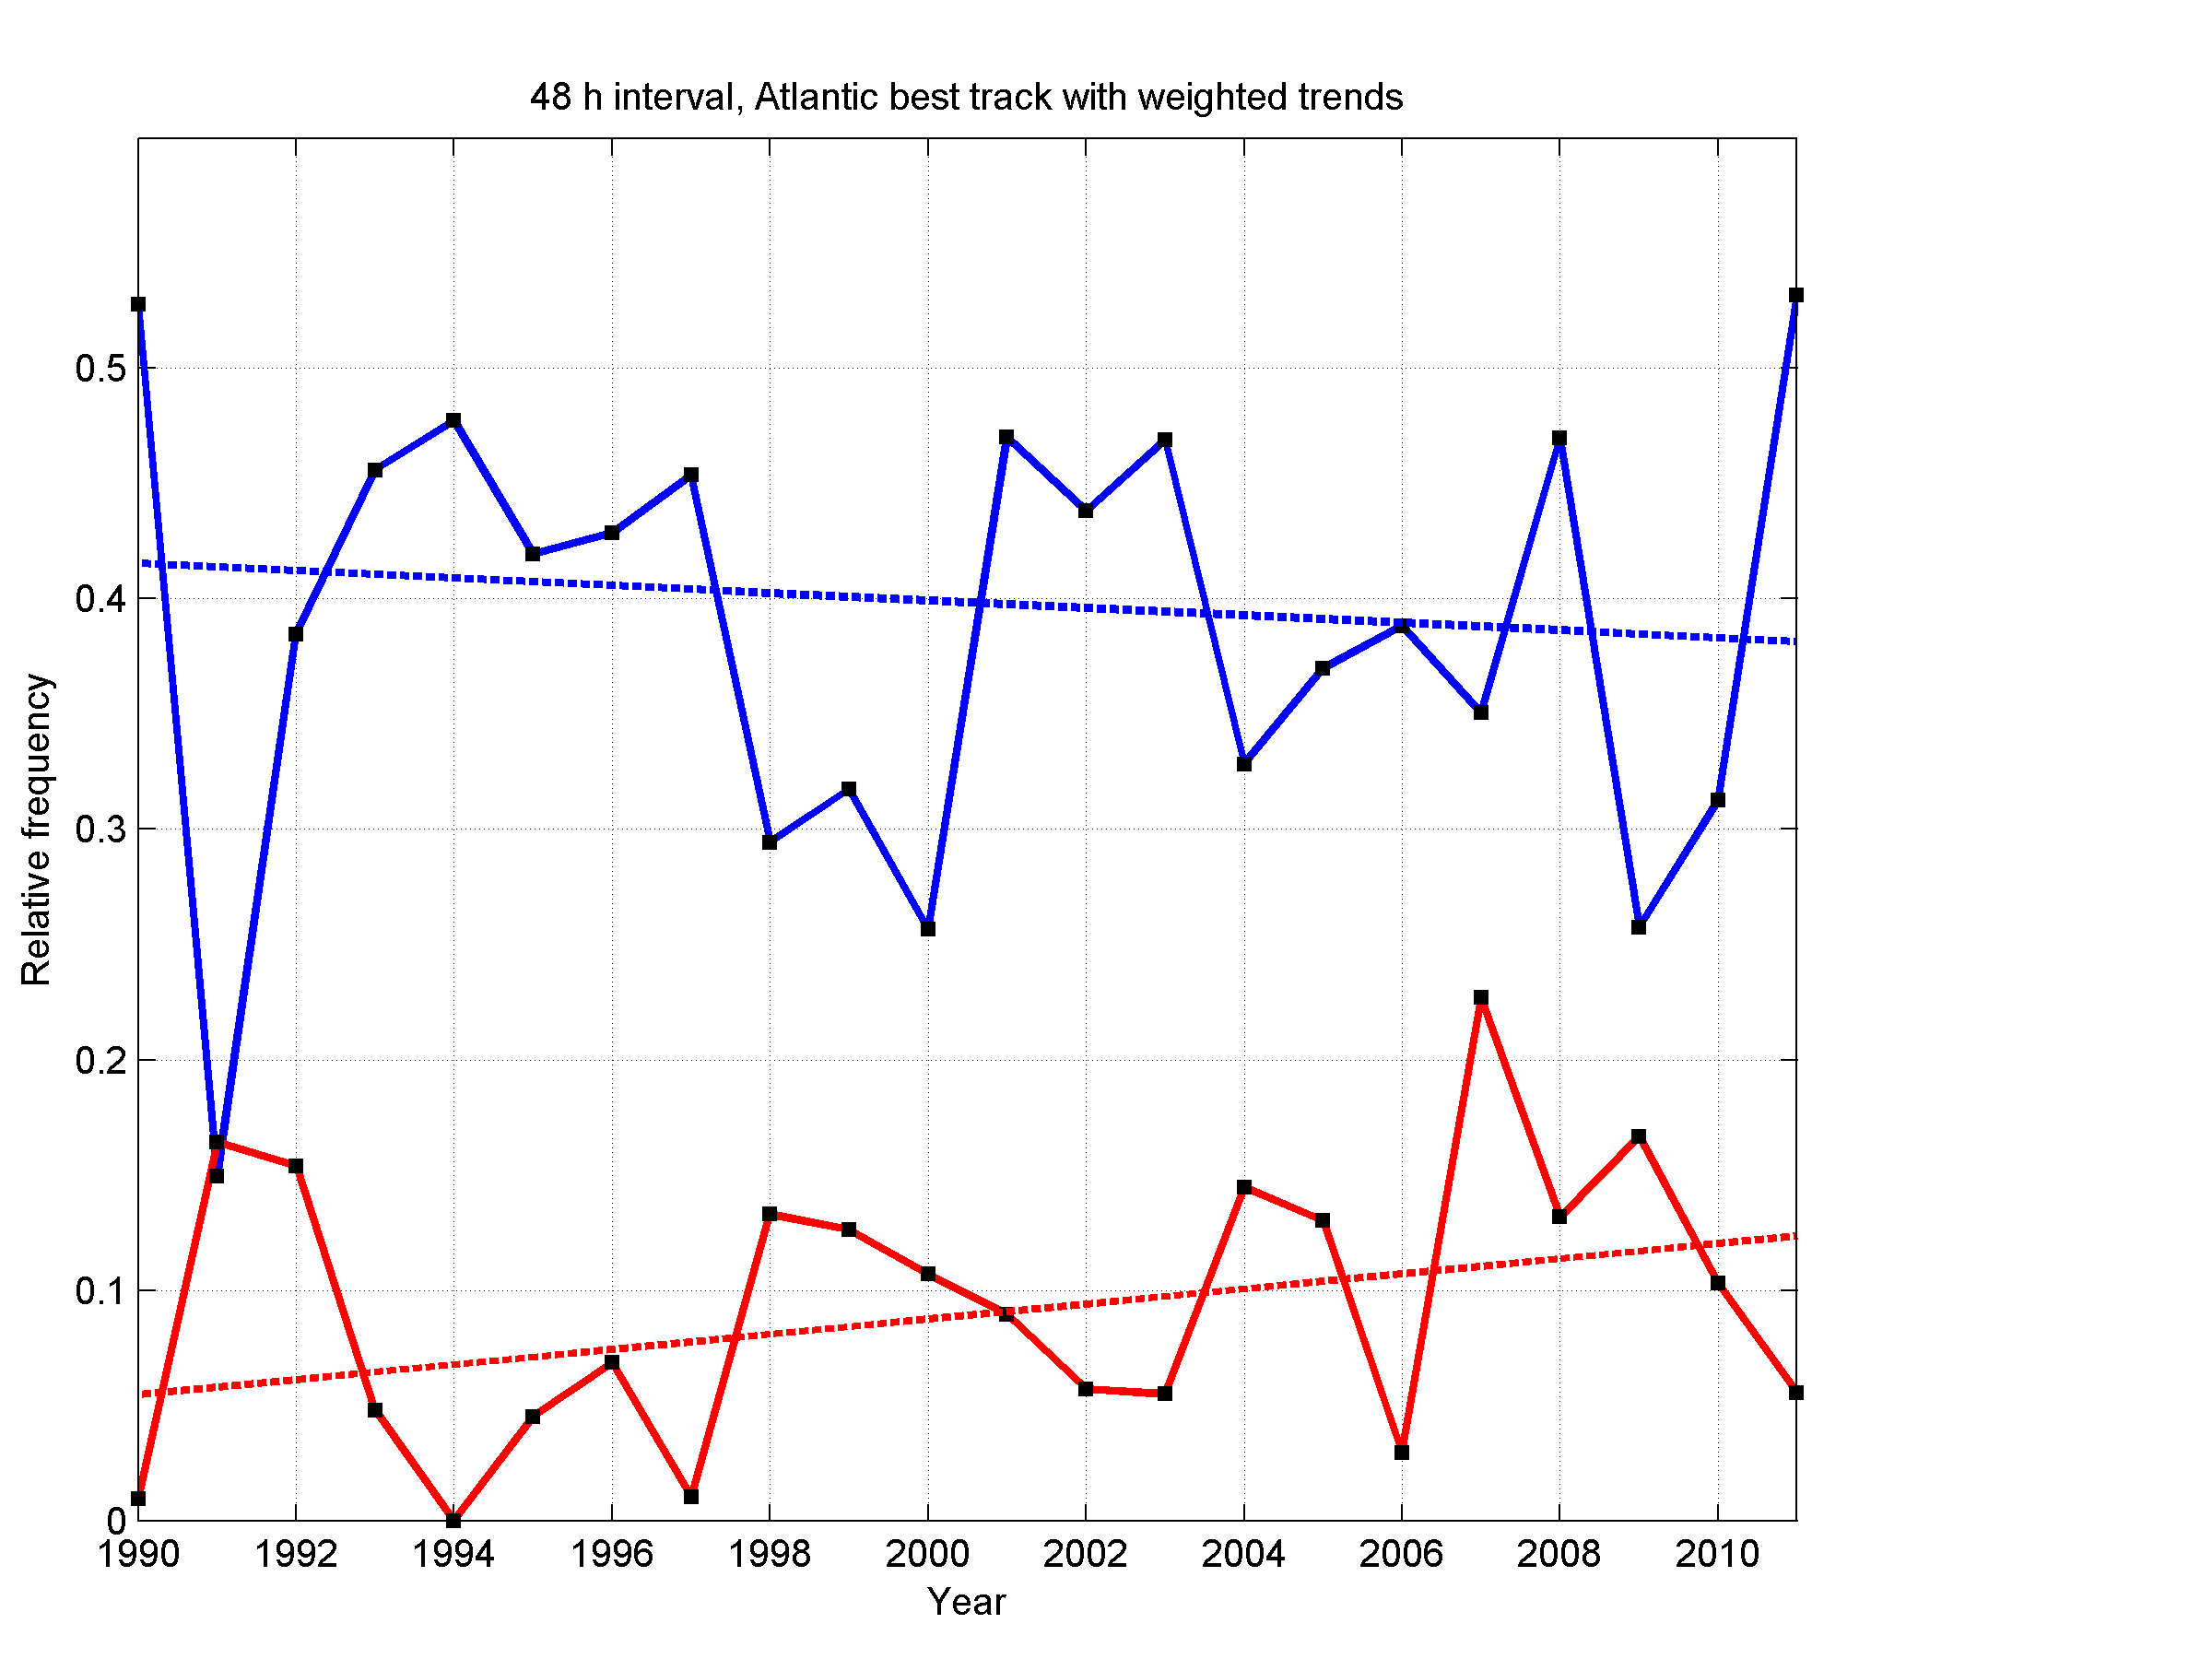 48 h interval, Atlantic best track with weighted trends
Relative frequency
0.5
0.4
0.3
0.2
0.1
0
1990 1992 1994 1996 1998 2000 2002 2004 2006 2008 2010
Year